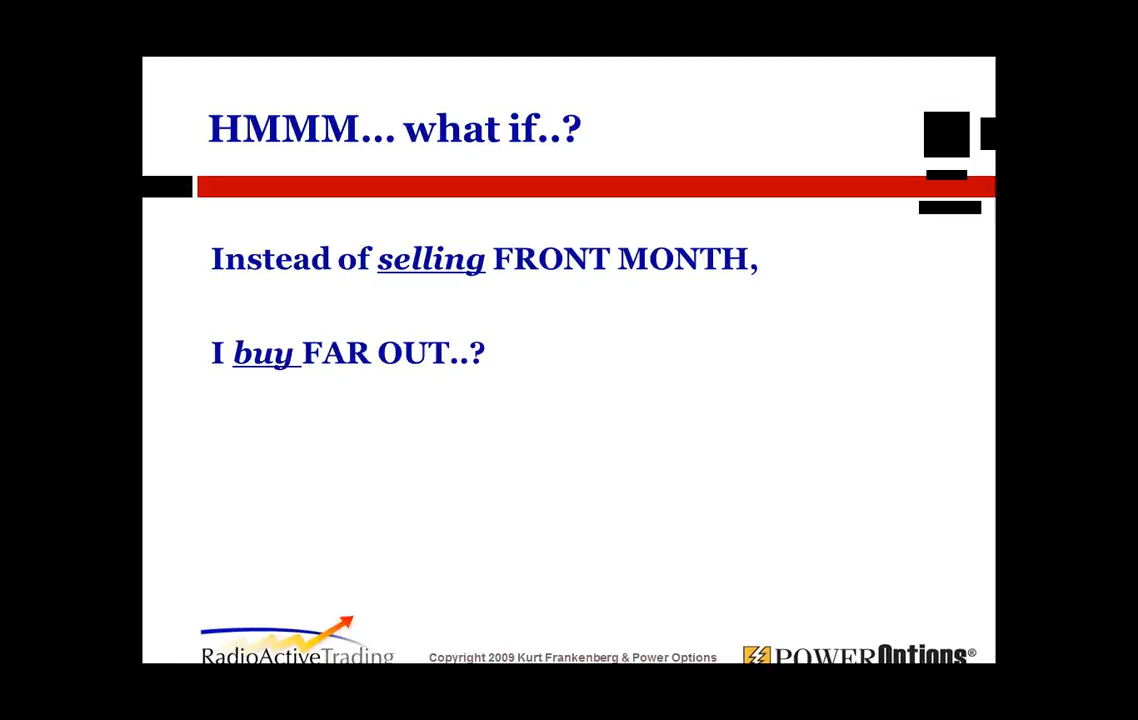 HMMM... what if..?
Instead of selling FRONT MONTH,
I buy FAR OUT..?
RadioActiveTrading
Copyright 2009 Kurt Frankenberg & Power Options
POWEROptions®